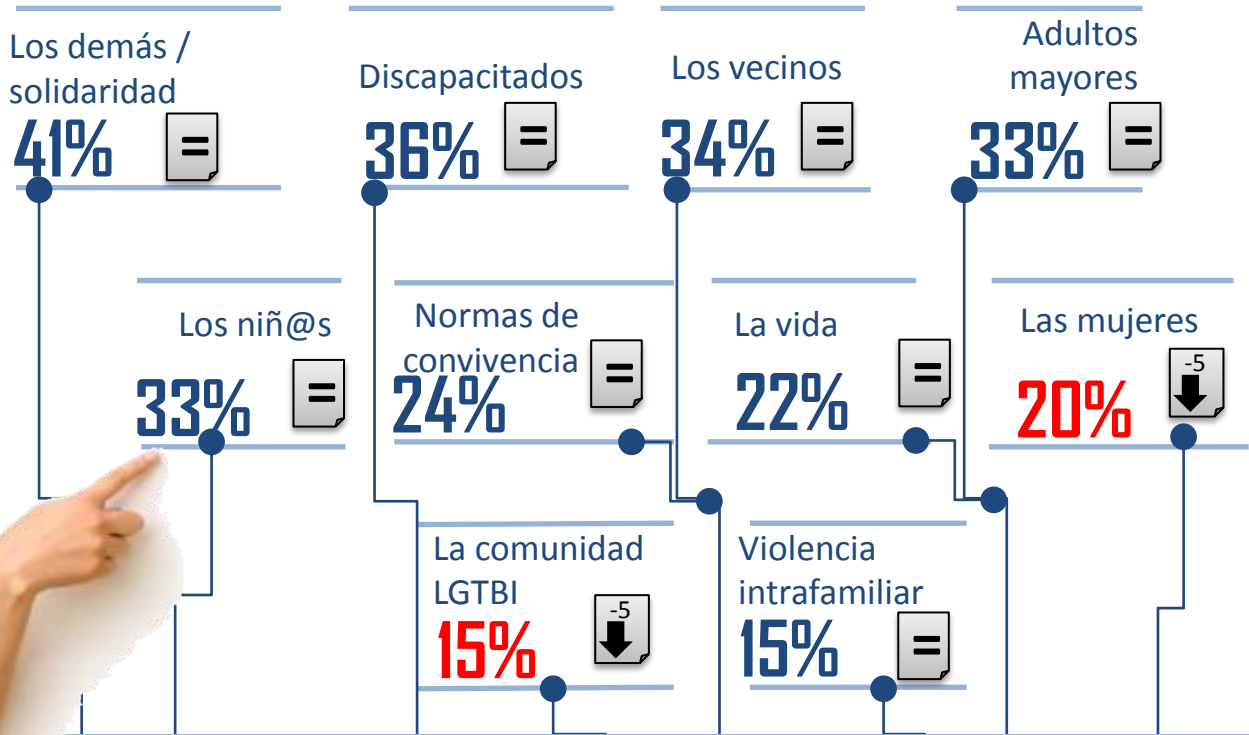 Los demás /
solidaridad
41%
=
Discapacitados
36%
=
Los vecinos
34%
=
Adultos
mayores
33%
=
Los niñ@s
33%
=
Normas de
convivencia
24%
=
La vida
22%
=
Las mujeres
20%
-5
La comunidad
LGTBI
15%
-5
Violencia
intrafamiliar
15%
=